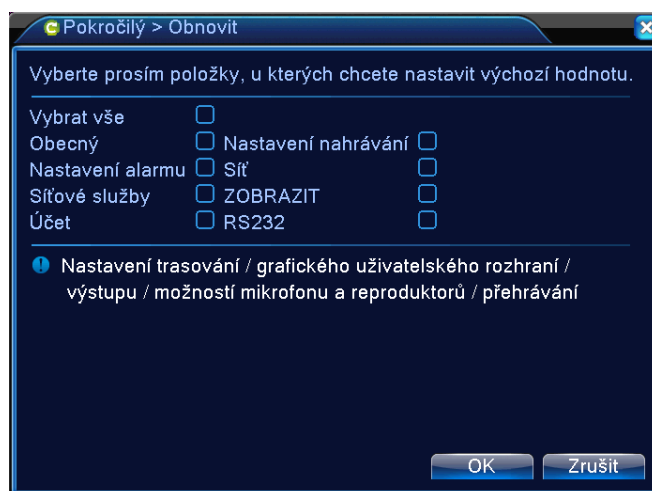 Pokročilý > Obnovit
Vyberte prosím položky, u kterých chcete nastavit výchozí hodnotu.
Vybrat vše
Obecný Nastavení nahrávání
Nastavení alarmu Síť
Síťové služby ZOBRAZIT
Účet RS232
Nastavení trasování / grafického uživatelského rozhraní /
výstupu / možností mikrofonu a reproduktorů / přehrávání
OK Zrušit